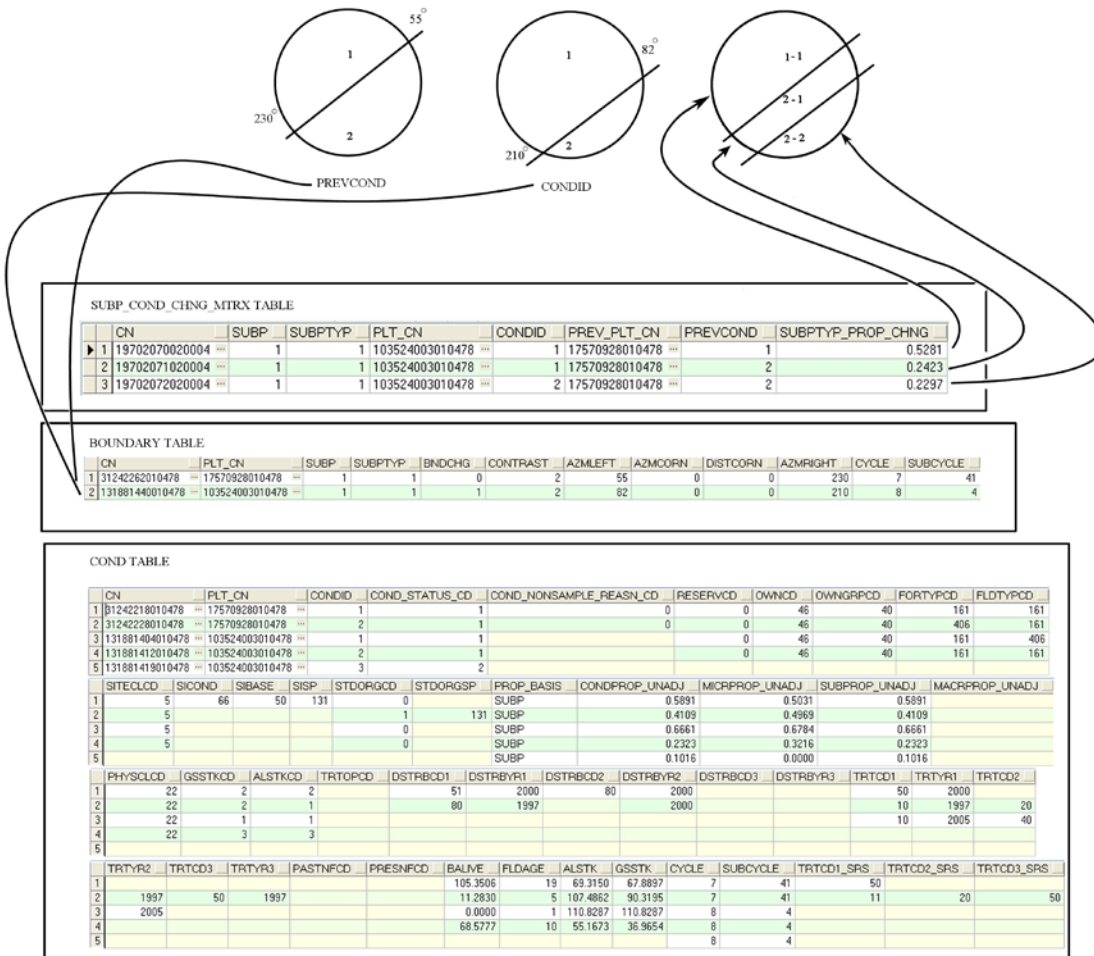 55°
82°
1
1
1-1
2-1
230°
2
210°
2
2-2
PREVCOND
CONDID
SUBP_COND_CHNG_MTRX TABLE
CN SUBP SUBPTYP PLT_CN CONDID PREV_PLT_CN PREVCOND SUBPTYP_PROP_CHNG
1 19702070020004 1 1 103524003010478 1 17570928010478 1 0.5281
2 19702071020004 1 1 103524003010478 1 17570928010478 2 0.2423
3 19702072020004 1 1 103524003010478 2 17570928010478 2 0.2297
BOUNDARY TABLE
CN PLT_CN SUBP SUBPTYP BNDCHG CONTRAST AZMLEFT AZMCORN DISTCORN AZMRIGHT CYCLE SUBCYCLE
1 31242262010478 17570928010478 1 1 0 2 55 0 0 230 7 41
2 131881440010478 103524003010478 1 1 1 2 82 0 0 210 8 4
COND TABLE
CN PLT_CN CONDID COND_STATUS_CD COND_NONSAMPLE_REASN_CD RESERVCD OWNCD OWNGRPCD FORTYPCD FLDTYPCD
1 31242218010478 17570928010478 1 1 0 0 46 40 161 161
2 31242228010478 17570928010478 2 1 0 0 46 40 406 161
3 131881404010478 103524003010478 1 1 0 46 40 161 406
4 131881412010478 103524003010478 2 1 0 46 40 161 161
5 131881419010478 103524003010478 3 2
SITECLCD SICOND SIBASE SISP STDORGCD STDORGSP PROP_BASIS CONDPROP_UNADJ MICRPROP_UNADJ SUBPROP_UNADJ MACRPROP_UNADJ
1 5 66 50 131 0 SUBP 0.5891 0.5031 0.5891
2 5 1 131 SUBP 0.4109 0.4969 0.4109
3 5 0 SUBP 0.6661 0.6784 0.6661
4 5 0 SUBP 0.2323 0.3216 0.2323
5 SUBP 0.1016 0.0000 0.1016
PHYSCLCD GSSTKCD ALSTKCD TRTOPCD DSTRBCD1 DSTRBYR1 DSTRBCD2 DSTRBYR2 DSTRBCD3 DSTRBYR3 TRTCD1 TRTYR1 TRTCD2
1 22 2 2 51 2000 80 2000 50 2000
2 22 2 1 80 1997 2000 10 1997 20
3 22 1 1 10 2005 40
4 22 3 3
5
TRTYR2 TRTCD3 TRTYR3 PASTNFCD PRESNFCD BALIVE FLDAGE ALSTK GSSTK CYCLE SUBCYCLE TRTCD1_SRS TRTCD2_SRS TRTCD3_SRS
1 105.3506 19 69.3150 67.8897 7 41 50
2 1997 50 1997 11.2830 5 107.4862 90.3195 7 41 11 20 50
3 2005 0.0000 1 110.8287 110.8287 8 4
4 68.5777 10 55.1673 36.9654 8 4
5 8 4